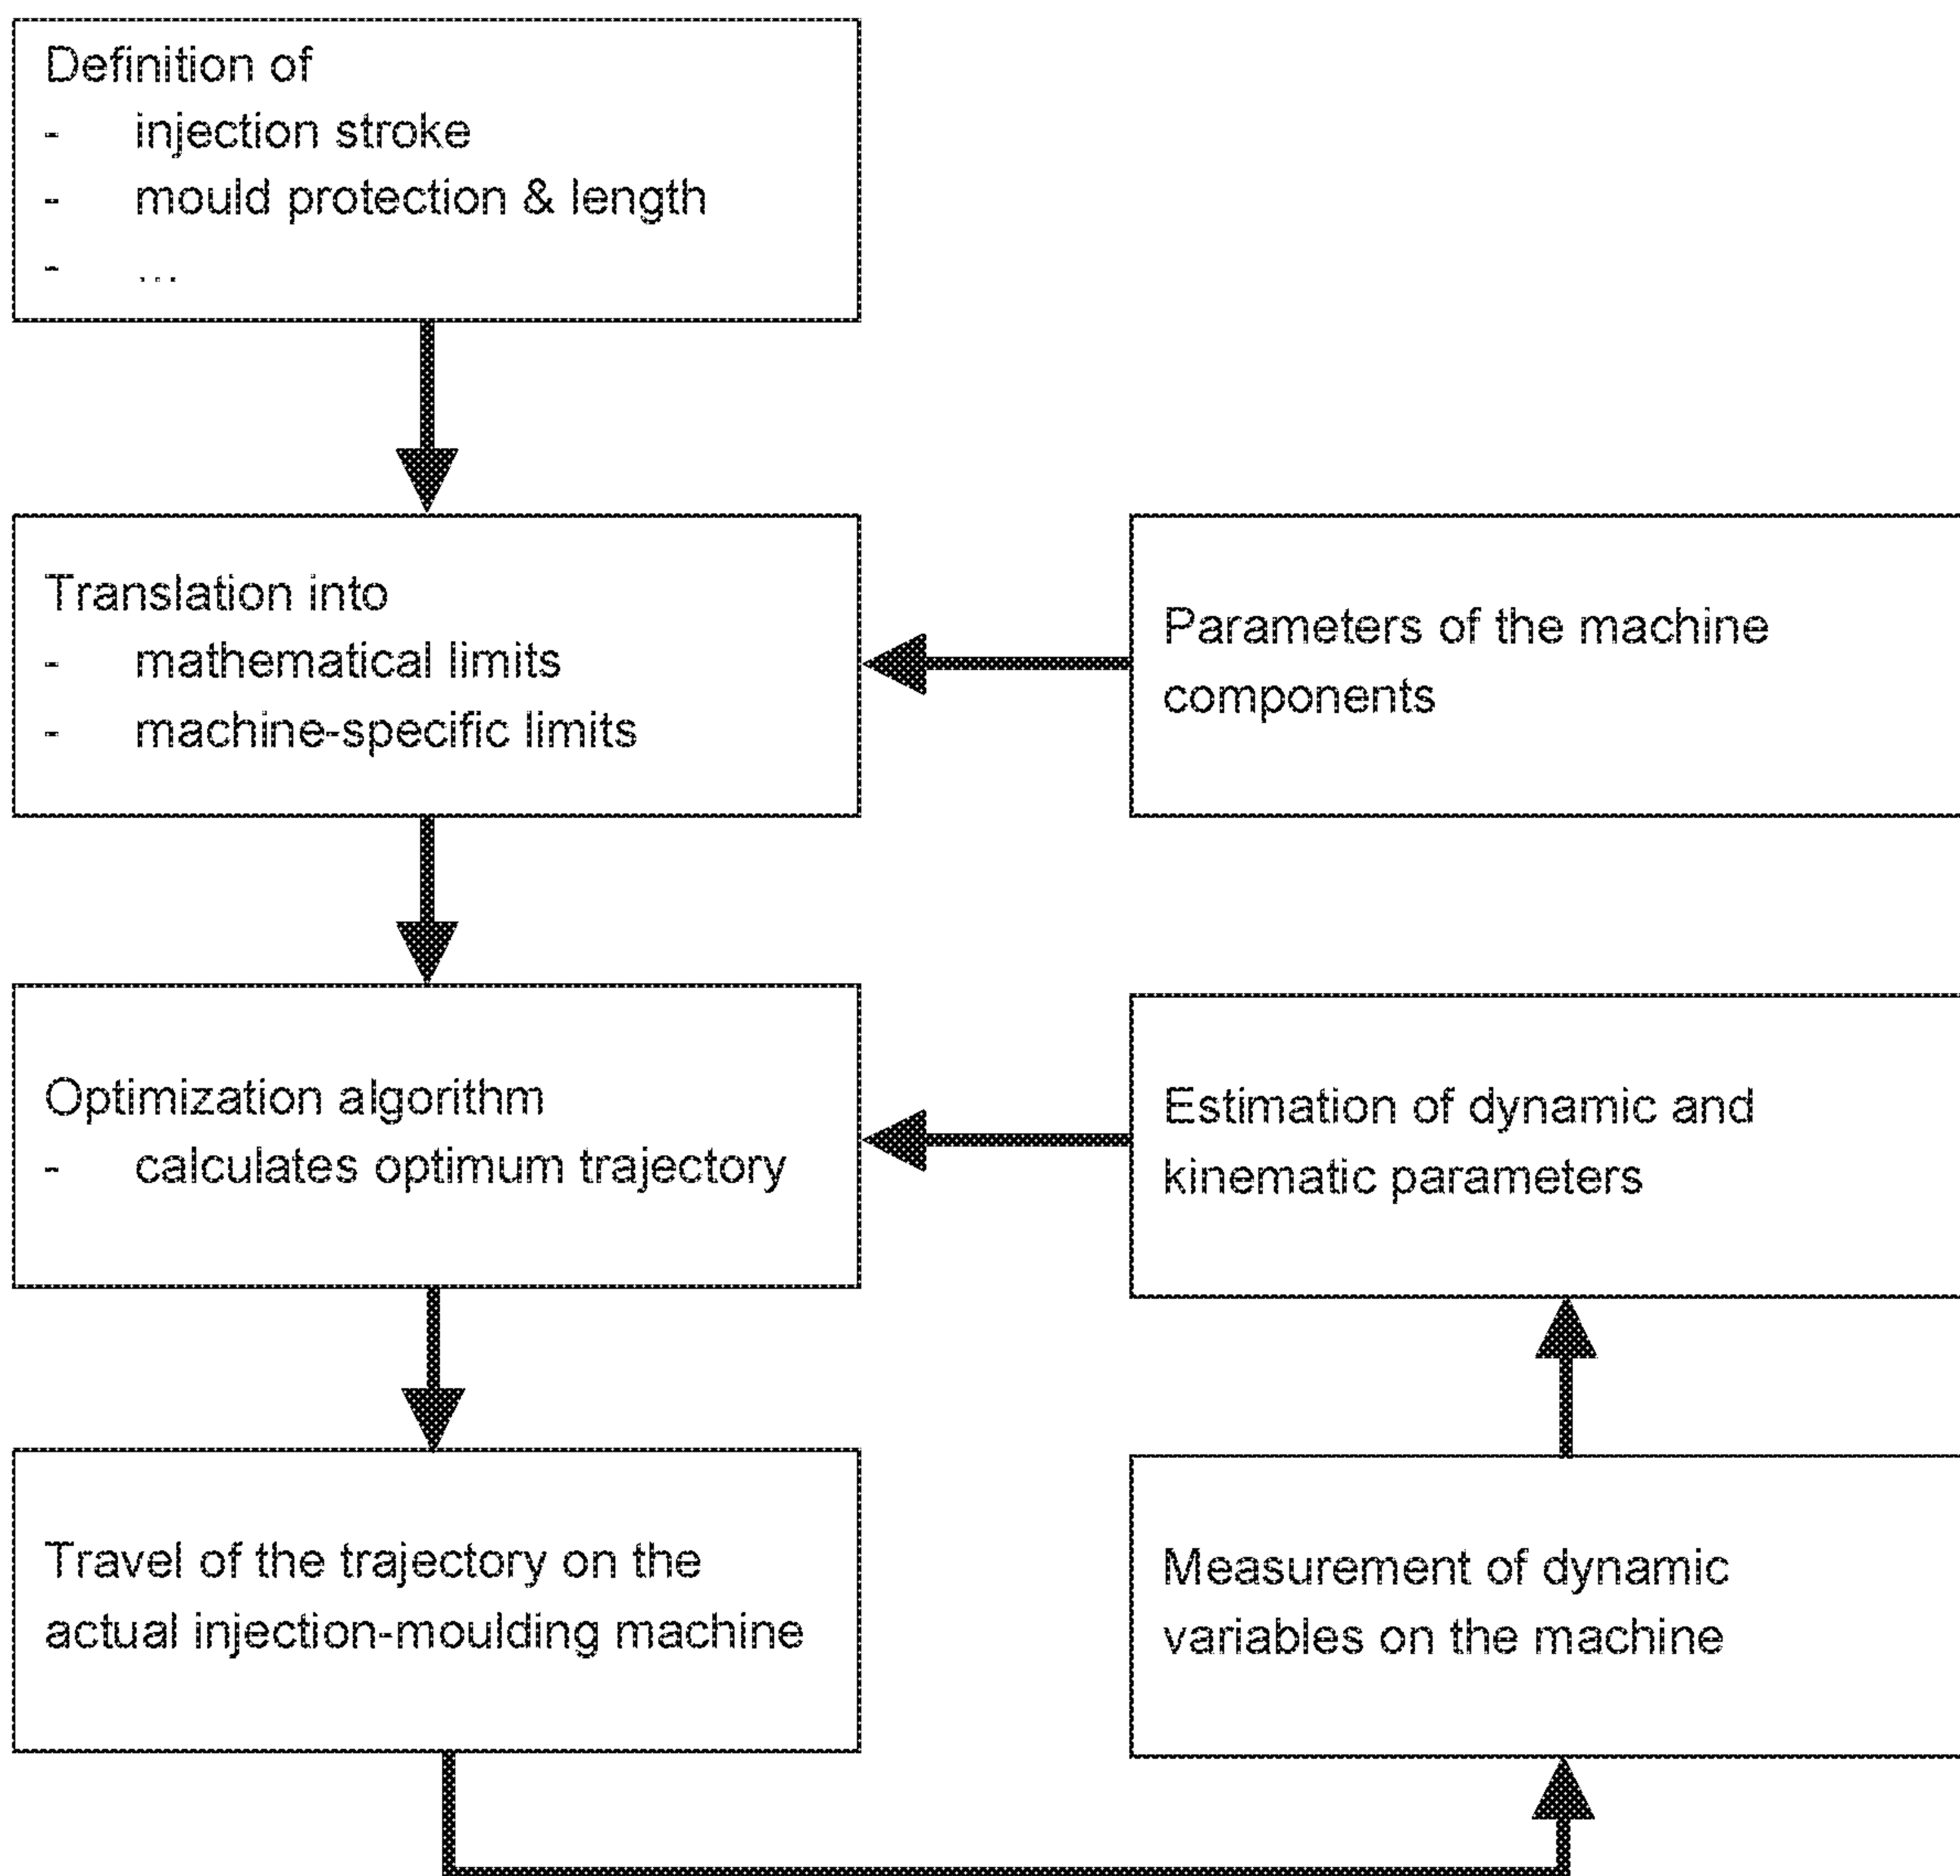 Definition of
- injection stroke
- mould protection & length
- ...
Translation into
- mathematical limits
- machine-specific limits
Parameters of the machine
components
Optimization algorithm
- calculates optimum trajectory
Estimation of dynamic and
kinematic parameters
Travel of the trajectory on the
actual injection-moulding machine
Measurement of dynamic
variables on the machine